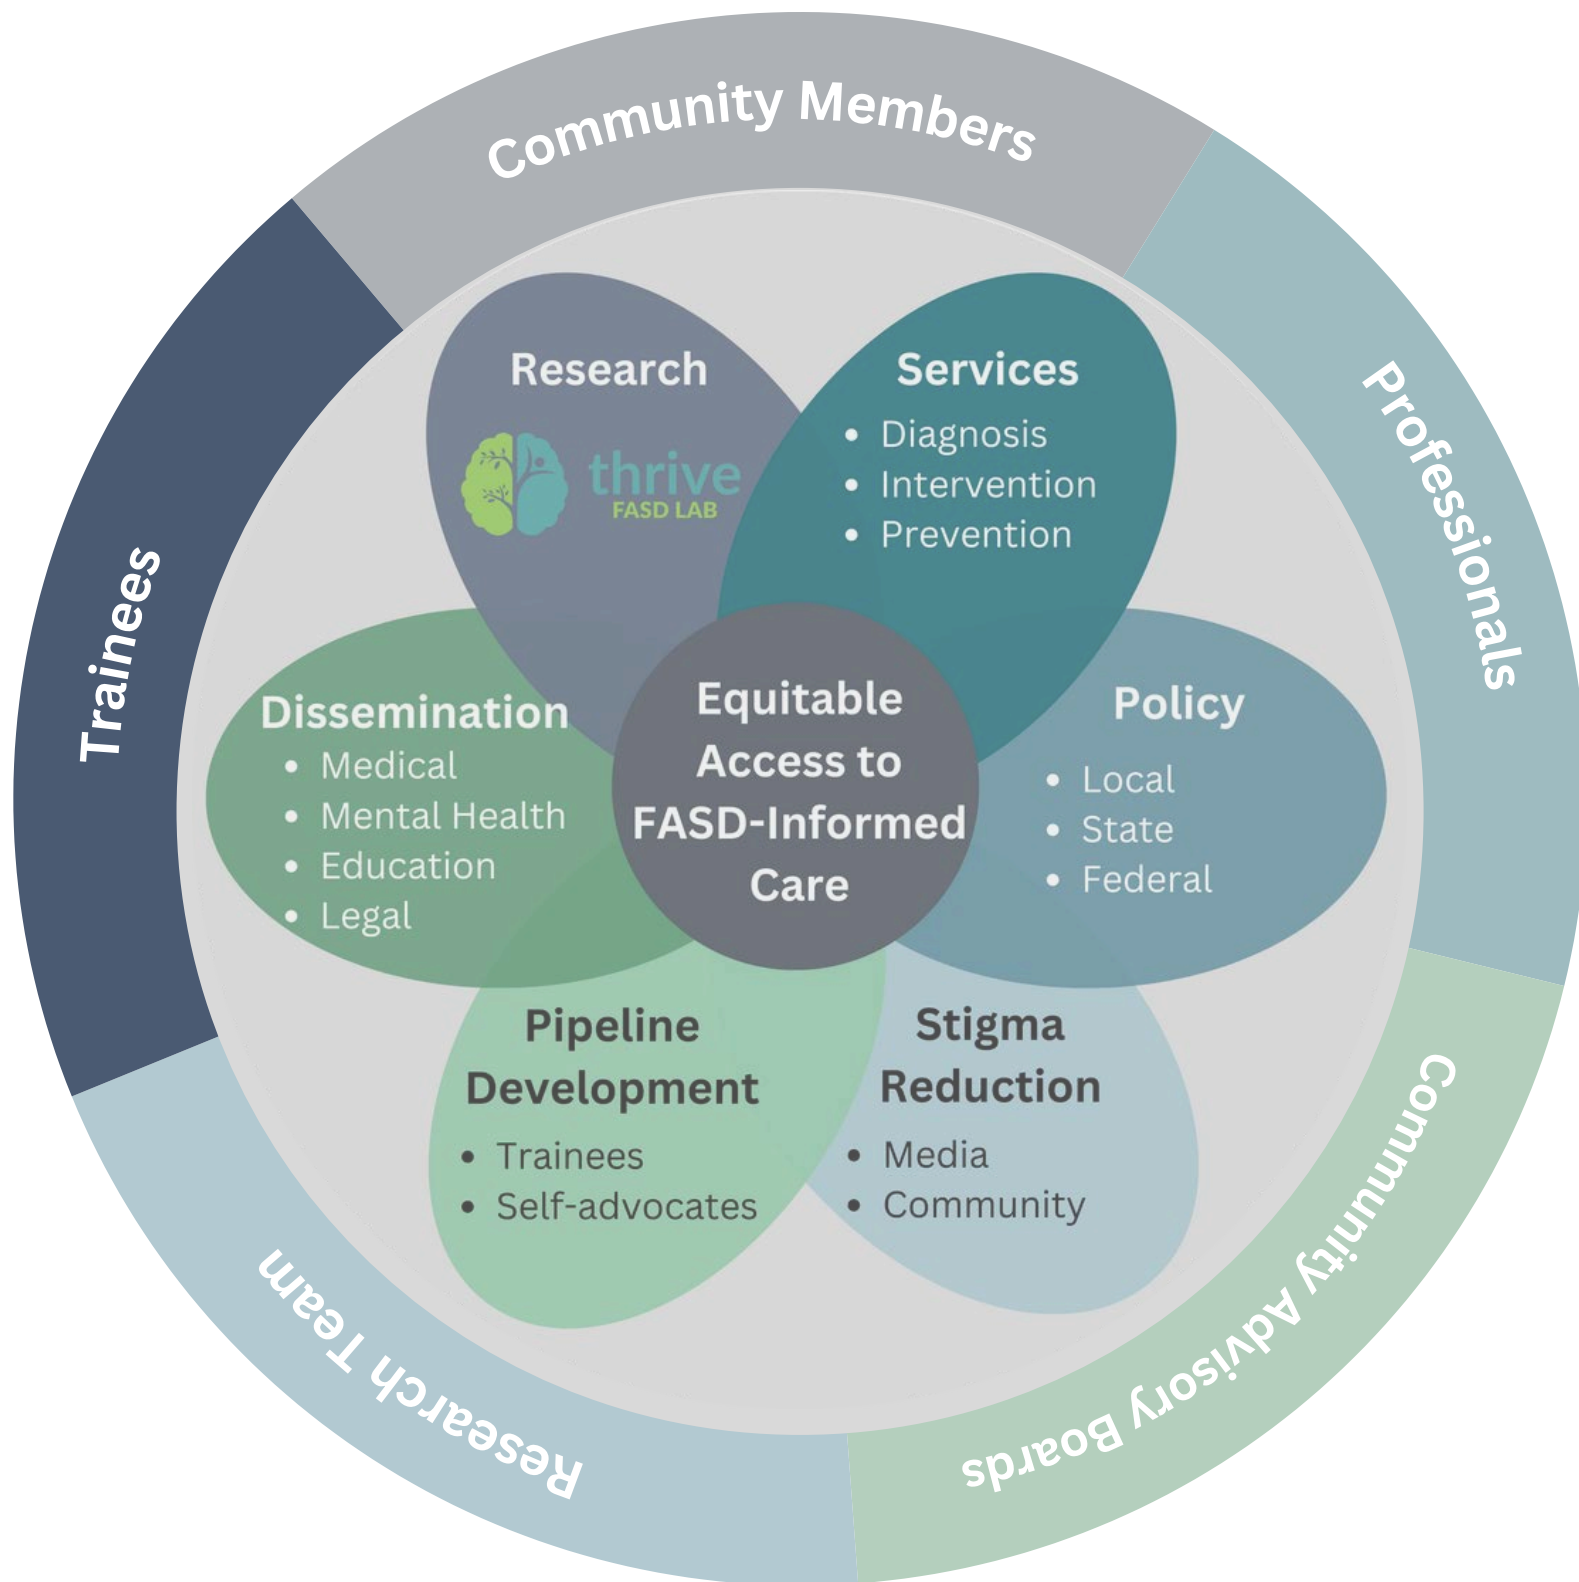 Community Members
Professionals
Community Advisory Boards
Research Team
Trainees
Research
thrive
FASD LAB
Services
• Diagnosis
• Intervention
• Prevention
Policy
• Local
• State
• Federal
Stigma
Reduction
• Media
• Community
Pipeline
Development
• Trainees
• Self-advocates
Dissemination
• Medical
• Mental Health
• Education
• Legal
Equitable
Access to
FASD-Informed
Care